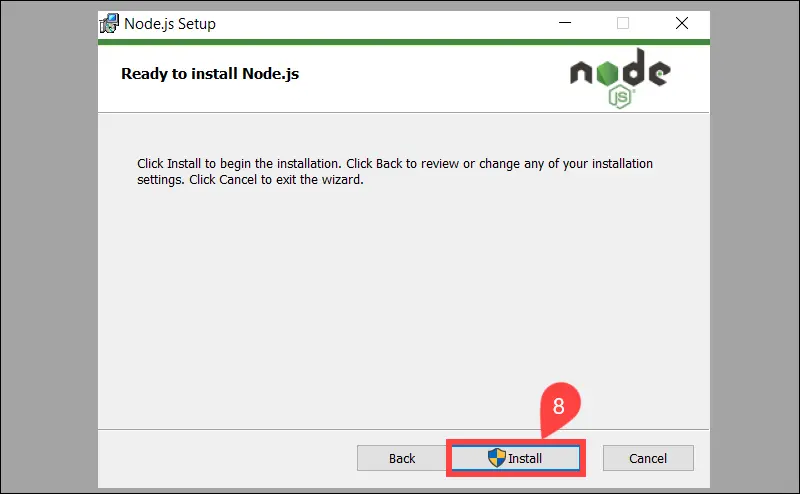 Node.js Setup
Ready to install Node.js
node
JS
Click Install to begin the installation. Click Back to review or change any of your installation
settings. Click Cancel to exit the wizard.
8
Back
Install
Cancel